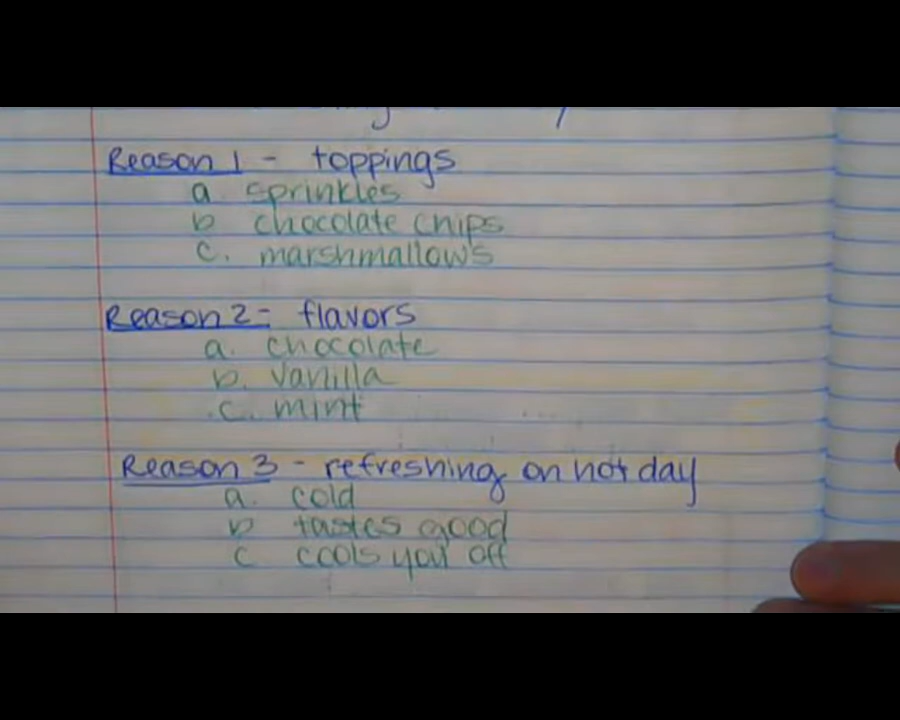 Reason 1 - toppings
a. sprinkles
b chocolate chips
c. marshmallows
Reason 2 - flavors
a. chocolate
b. vanilla
c. mint
Reason 3 - refreshing on hot day
a. cold
b tastes good
c cools you off